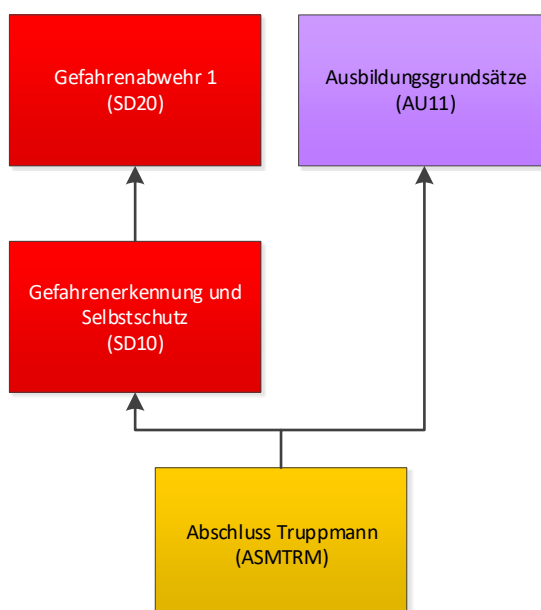 Gefahrenabwehr 1
(SD20)
Ausbildungsgrundsätze
(AU11)
Gefahrenerkennung und
Selbstschutz
(SD10)
Abschluss Truppmann
(ASMTRM)